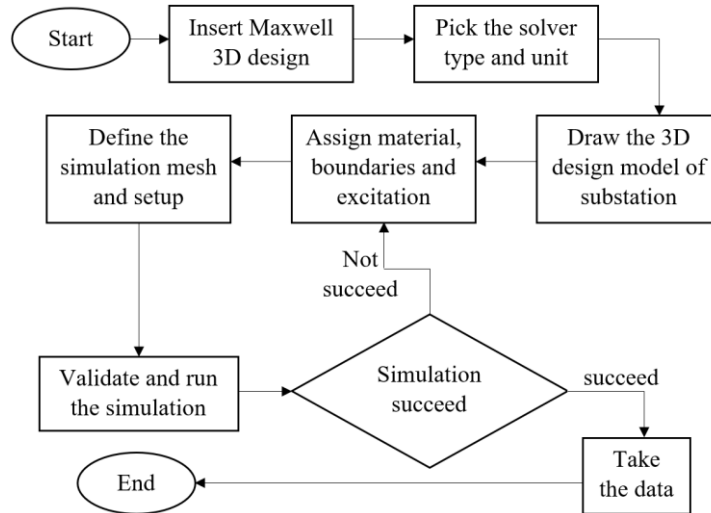 Start
Insert Maxwell
3D design
Pick the solver
type and unit
Draw the 3D
design model of
substation
Assign material,
boundaries and
excitation
Define the
simulation mesh
and setup
Validate and run
the simulation
Simulation
succeed
Not
succeed
succeed
Take
the data
End